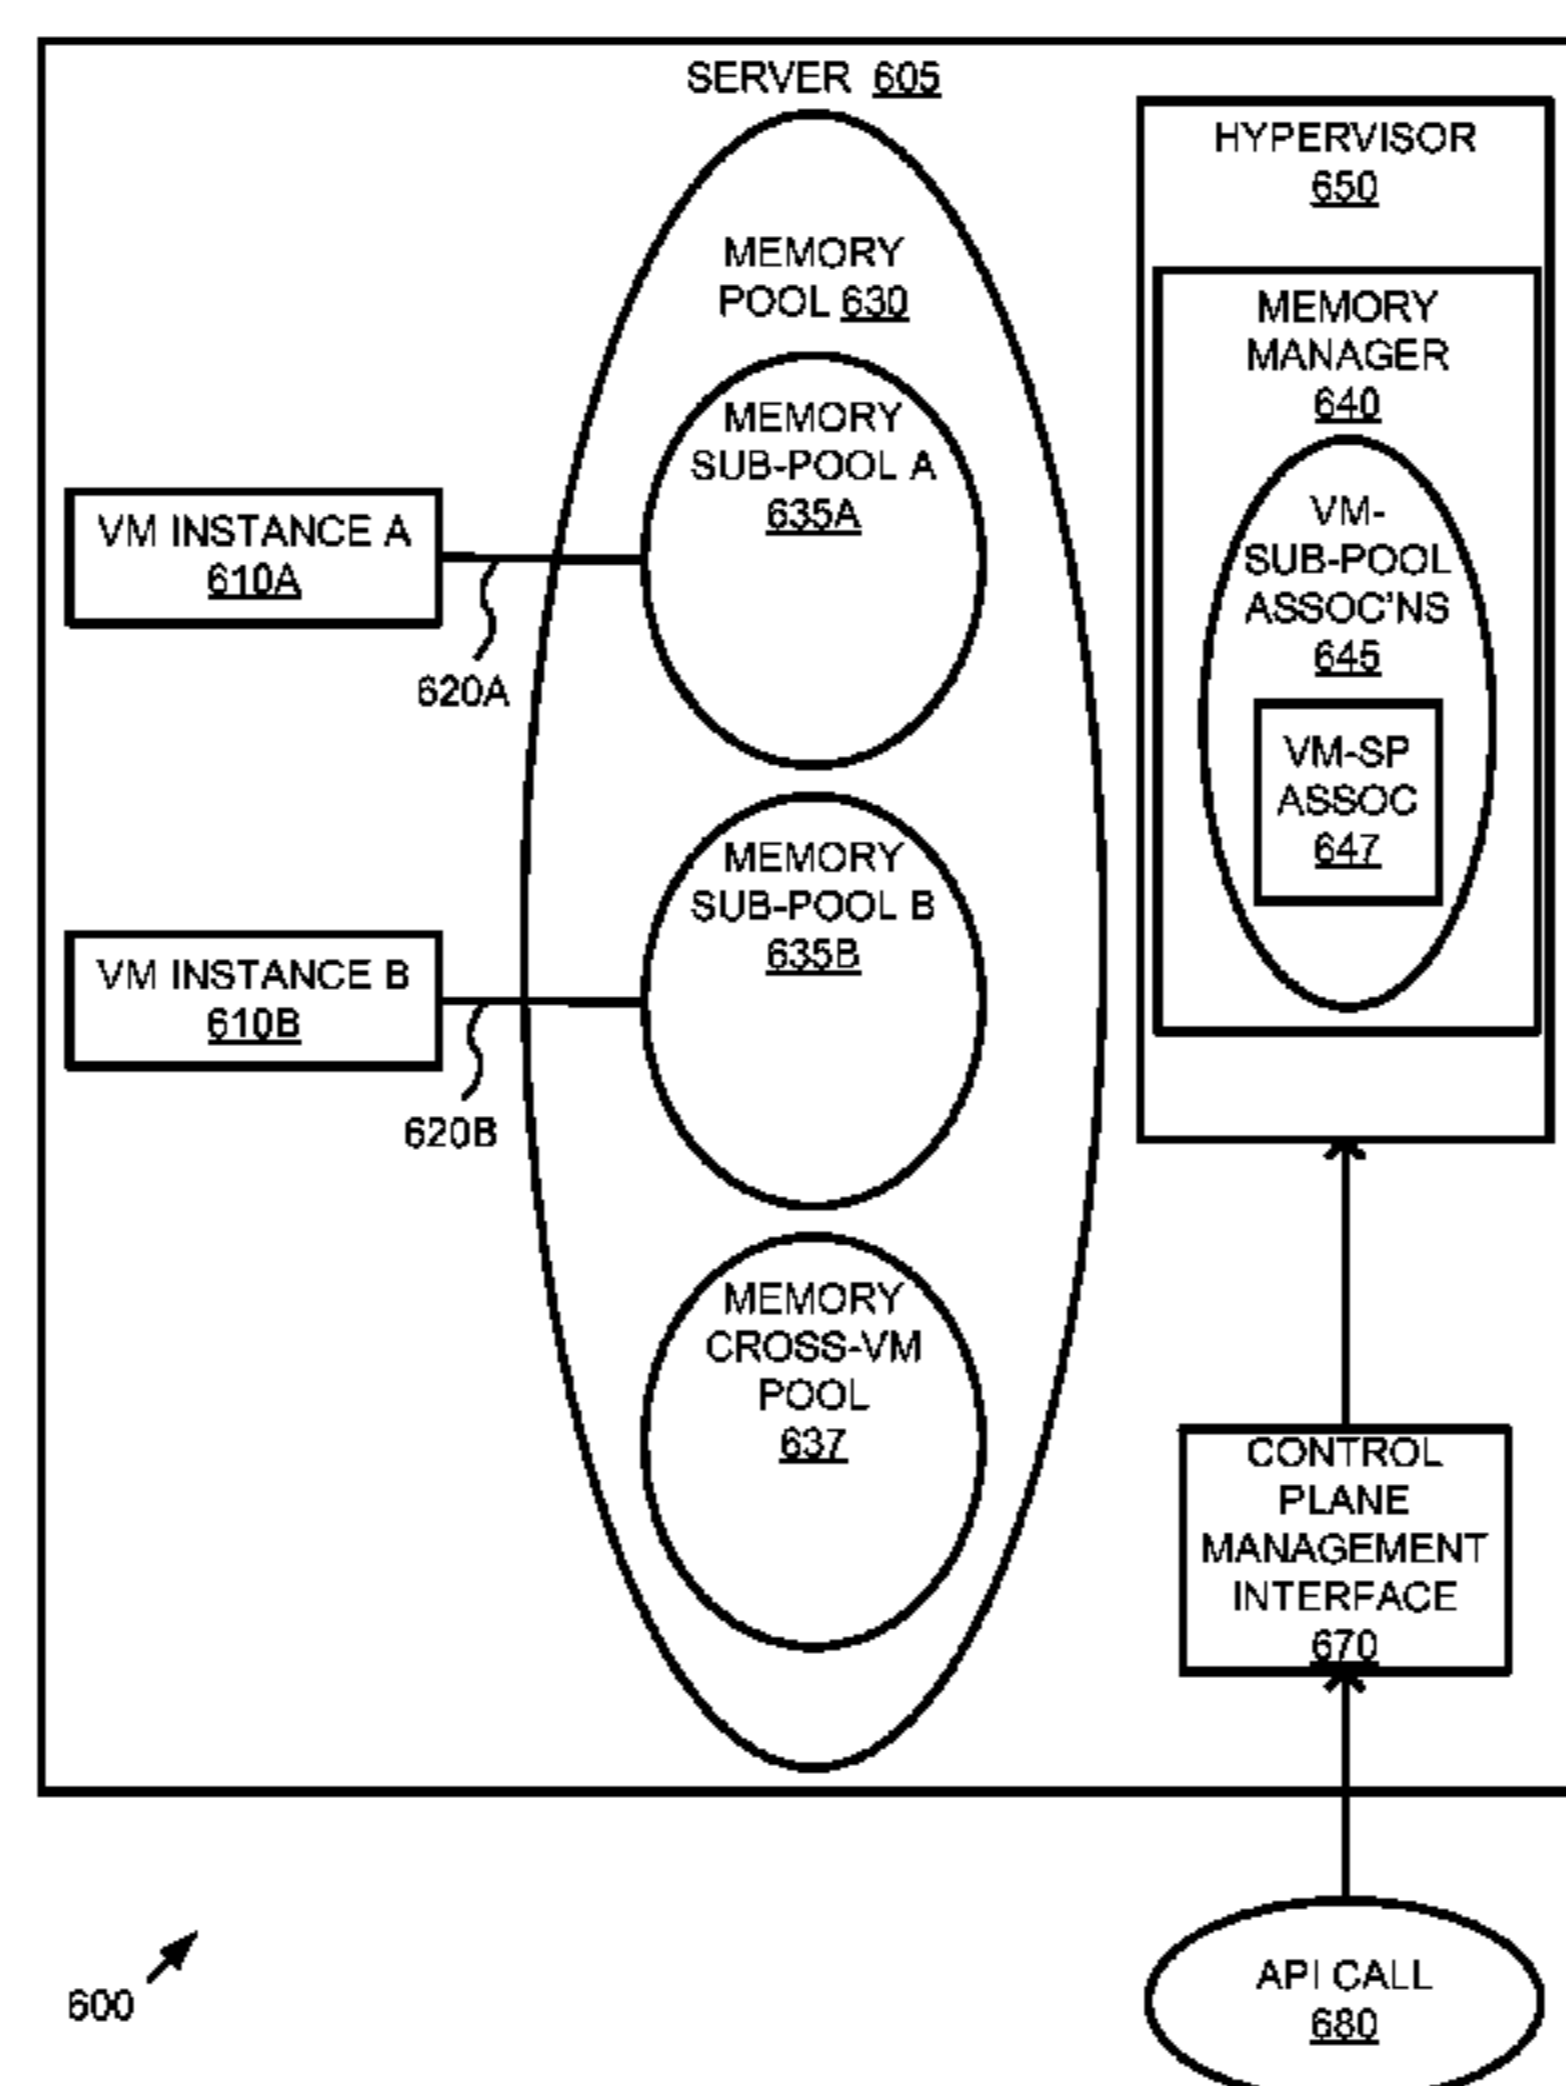 SERVER 605
HYPERVISOR
650
MEMORY
POOL 630
MEMORY
MANAGER
640
MEMORY
SUB-POOL A
635A
VM-
SUB-POOL
ASSOC'NS
645
VM INSTANCE A
610A
620A
VM-SP
ASSOC
647
MEMORY
SUB-POOL B
635B
VM INSTANCE B
610B
620B
MEMORY
CROSS-VM
POOL
637
CONTROL
PLANE
MANAGEMENT
INTERFACE
670
API CALL
680
600